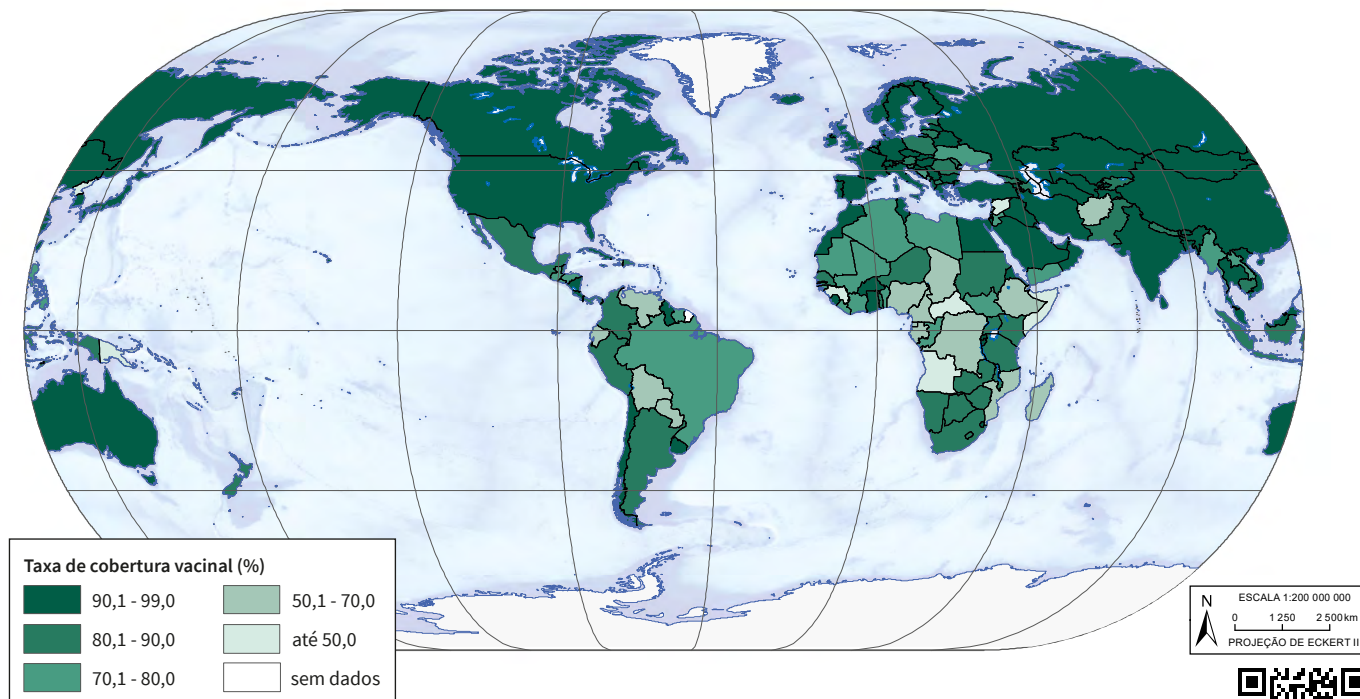 Taxa de cobertura vacinal (%)
90,1 - 99,0
80,1 - 90,0
70,1 - 80,0
50,1 - 70,0
até 50,0
sem dados
N
ESCALA 1:200 000 000
0 1 250 2 500 km
PROJEÇÃO DE ECKERT III